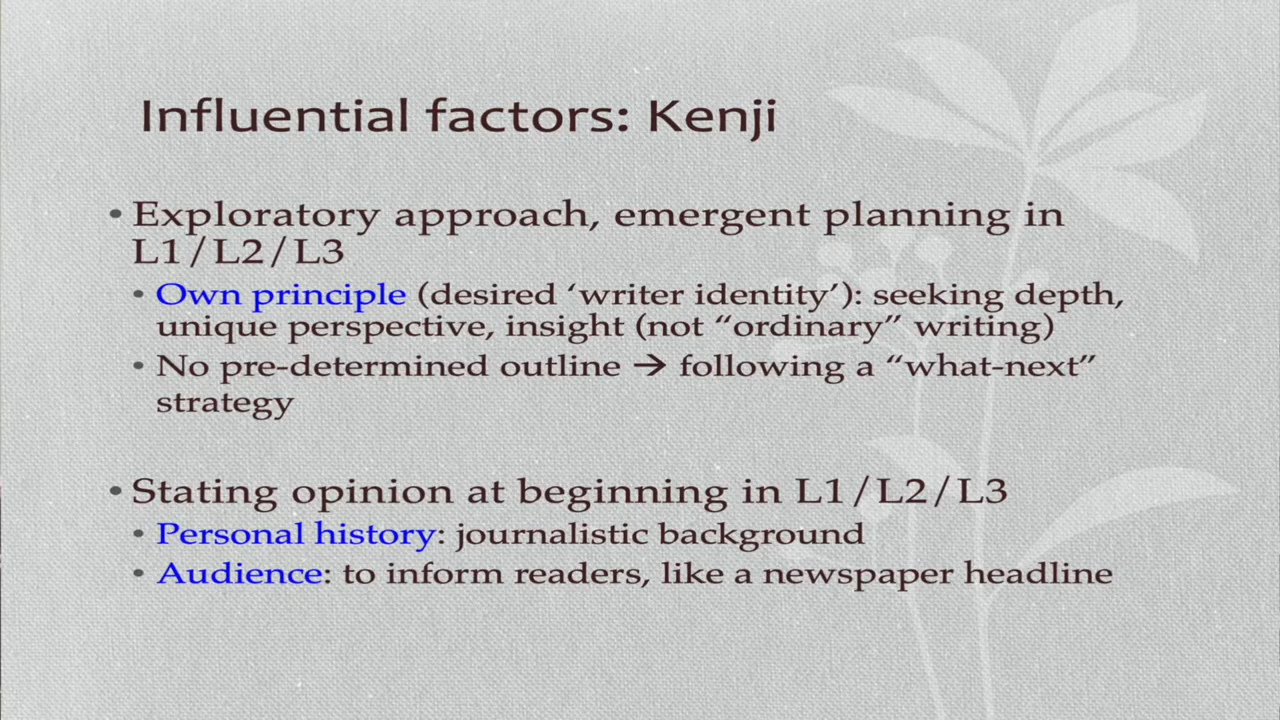 Influential factors: Kenji
• Exploratory approach, emergent planning in
L1/L2/L3
• Own principle (desired ‘writer identity’): seeking depth,
unique perspective, insight (not “ordinary” writing)
• No pre-determined outline → following a “what-next”
strategy
• Stating opinion at beginning in L1/L2/L3
• Personal history: journalistic background
• Audience: to inform readers, like a newspaper headline